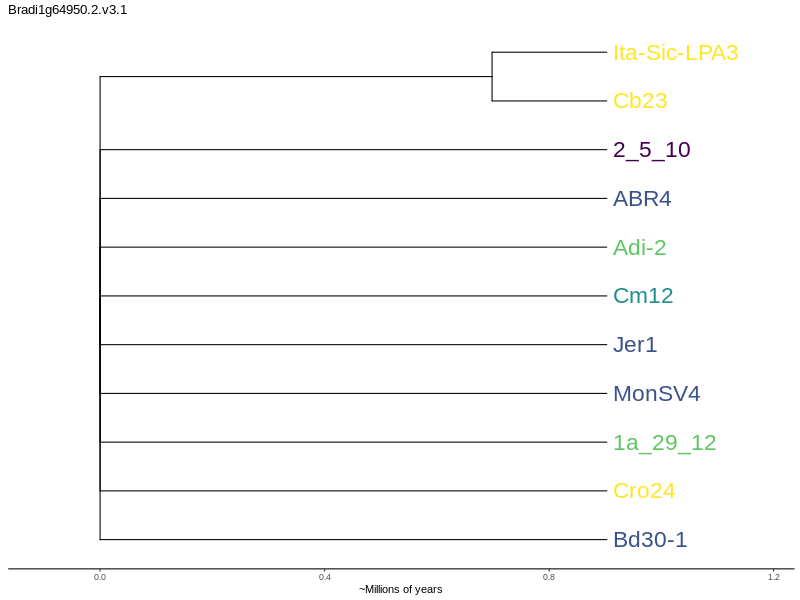 Bradi1g64950.2.v3.1
Ita-Sic-LPA3
Cb23
2_5_10
ABR4
Adi-2
Cm12
Jer1
MonSV4
1a_29_12
Cro24
Bd30-1
0.0 0.4 0.8 1.2
~Millions of years